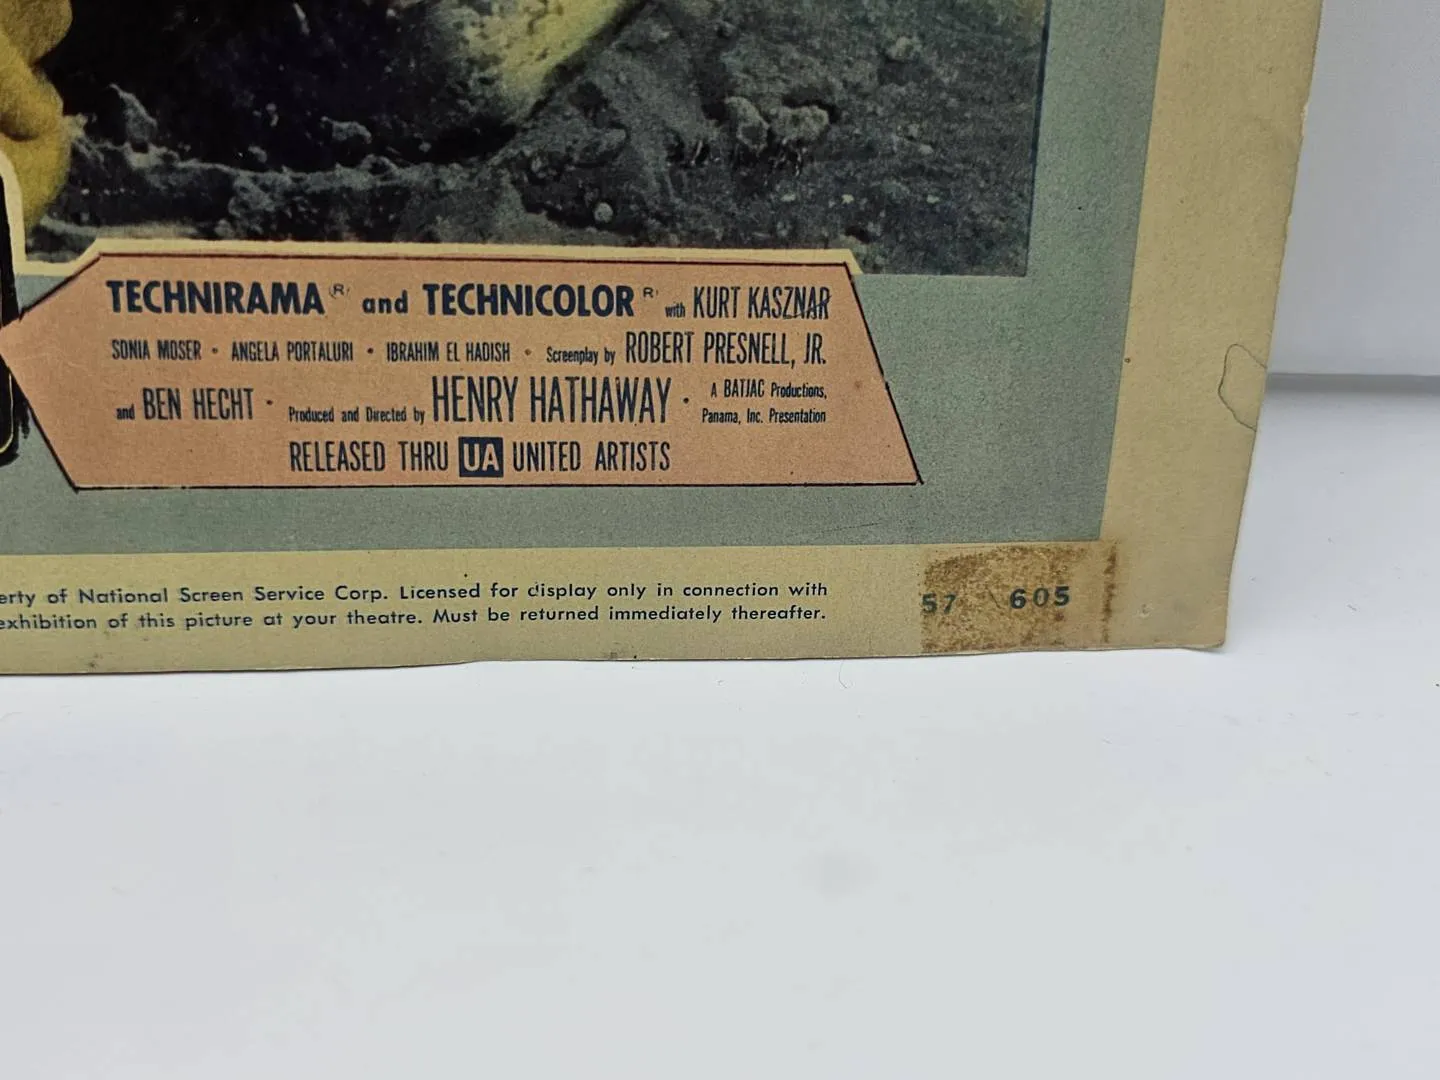 TECHNIRAMA ® and TECHNICOLOR ® with KURT KASZNAR
SONIA MOSER • ANGELA PORTALURI • IBRAHIM EL HADISH • Screenplay by ROBERT PRESNELL, JR.
and BEN HECHT • Produced and Directed by HENRY HATHAWAY • A BATJAC Productions,
Panama, Inc. Presentation
RELEASED THRU UA UNITED ARTISTS
erty of National Screen Service Corp. Licensed for display only in connection with
exhibition of this picture at your theatre. Must be returned immediately thereafter.
57 605